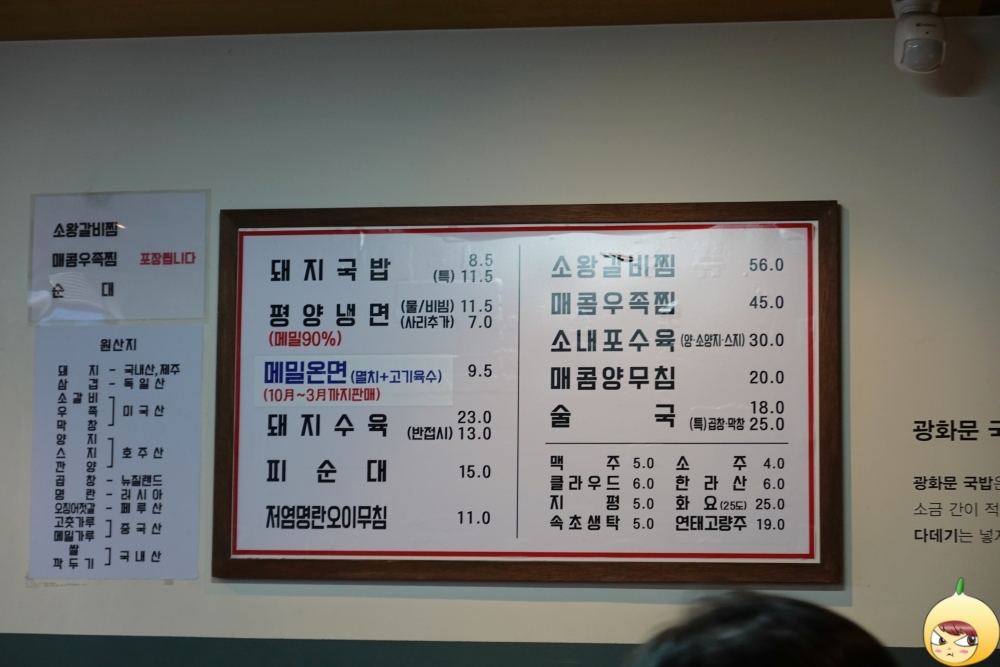 소왕갈비찜
매콤우족찜 포장됩니다
순 대
원산지
돼 지 - 국내산,제주
삼 겹 - 독일산
소갈비
우 족
막 창
미국산
양 지
스 지
깐 양
호주산
곱 창 - 뉴질랜드
명 란 - 러시아
오징어젓갈 - 페루산
고춧가루
메밀가루
중국산
쌀
깍두기
국내산
돼지국밥 8.5
(특) 11.5
평양냉면 (물/비빔) 11.5
(메밀90%) (사리추가) 7.0
메밀온면 (멸치+고기육수) 9.5
(10月~3月까지판매)
돼지수육 23.0
(반접시) 13.0
피순대 15.0
저염명란오이무침 11.0
소왕갈비찜 56.0
매콤우족찜 45.0
소내포수육 (양·소양지·스지) 30.0
매콤양무침 20.0
술 국 18.0
(특)곱창·막창 25.0
맥 주 5.0 소 주 4.0
클라우드 6.0 한라산 6.0
지 평 5.0 화 요 (25도) 25.0
속초생탁 5.0 연태고량주 19.0
광화문 국
광화문 국밥은
소금 간이 적
다데기는 넣